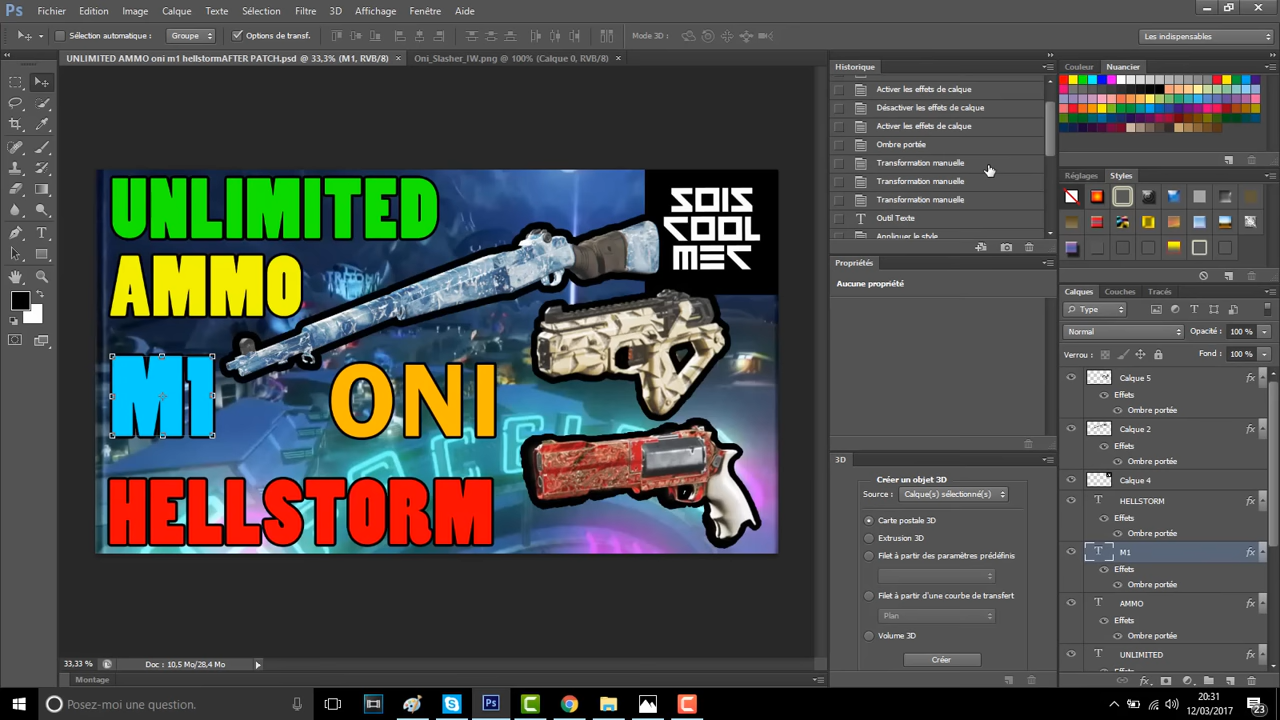 Ps Fichier Edition Image Calque Texte Sélection Filtre 3D Affichage Fenêtre Aide
Sélection automatique : Groupe Options de transf. Mode 3D : Les indispensables
UNLIMITED AMMO oni m1 hellstormAFTER PATCH.psd @ 33,3% (M1, RVB/8) × Oni_Slasher_IW.png @ 100% (Calque 0, RVB/8) ×
Historique
Activer les effets de calque
Désactiver les effets de calque
Activer les effets de calque
Ombre portée
Transformation manuelle
Transformation manuelle
Transformation manuelle
Outil Texte
Appliquer le style
Couleur Nuancier
Réglages Styles
Propriétés
Aucune propriété
UNLIMITED
AMMO
M1 ONI
HELLSTORM
SOIS
COOL
MEC
3D
Créer un objet 3D
Source : Calque(s) sélectionné(s)
Carte postale 3D
Extrusion 3D
Filet à partir des paramètres prédéfinis
Filet à partir d'une courbe de transfert
Plan
Volume 3D
Créer
Calques Couches Tracés
Type
Normal Opacité : 100 %
Verrou : Fond : 100 %
Calque 5 fx
Effets
Ombre portée
Calque 2 fx
Effets
Ombre portée
Calque 4
T HELLSTORM fx
Effets
Ombre portée
T M1 fx
Effets
Ombre portée
T AMMO fx
Effets
Ombre portée
T UNLIMITED fx
Effets
33,33 % Doc : 10,5 Mo/28,4 Mo
Montage
Posez-moi une question.
20:31
12/03/2017
23